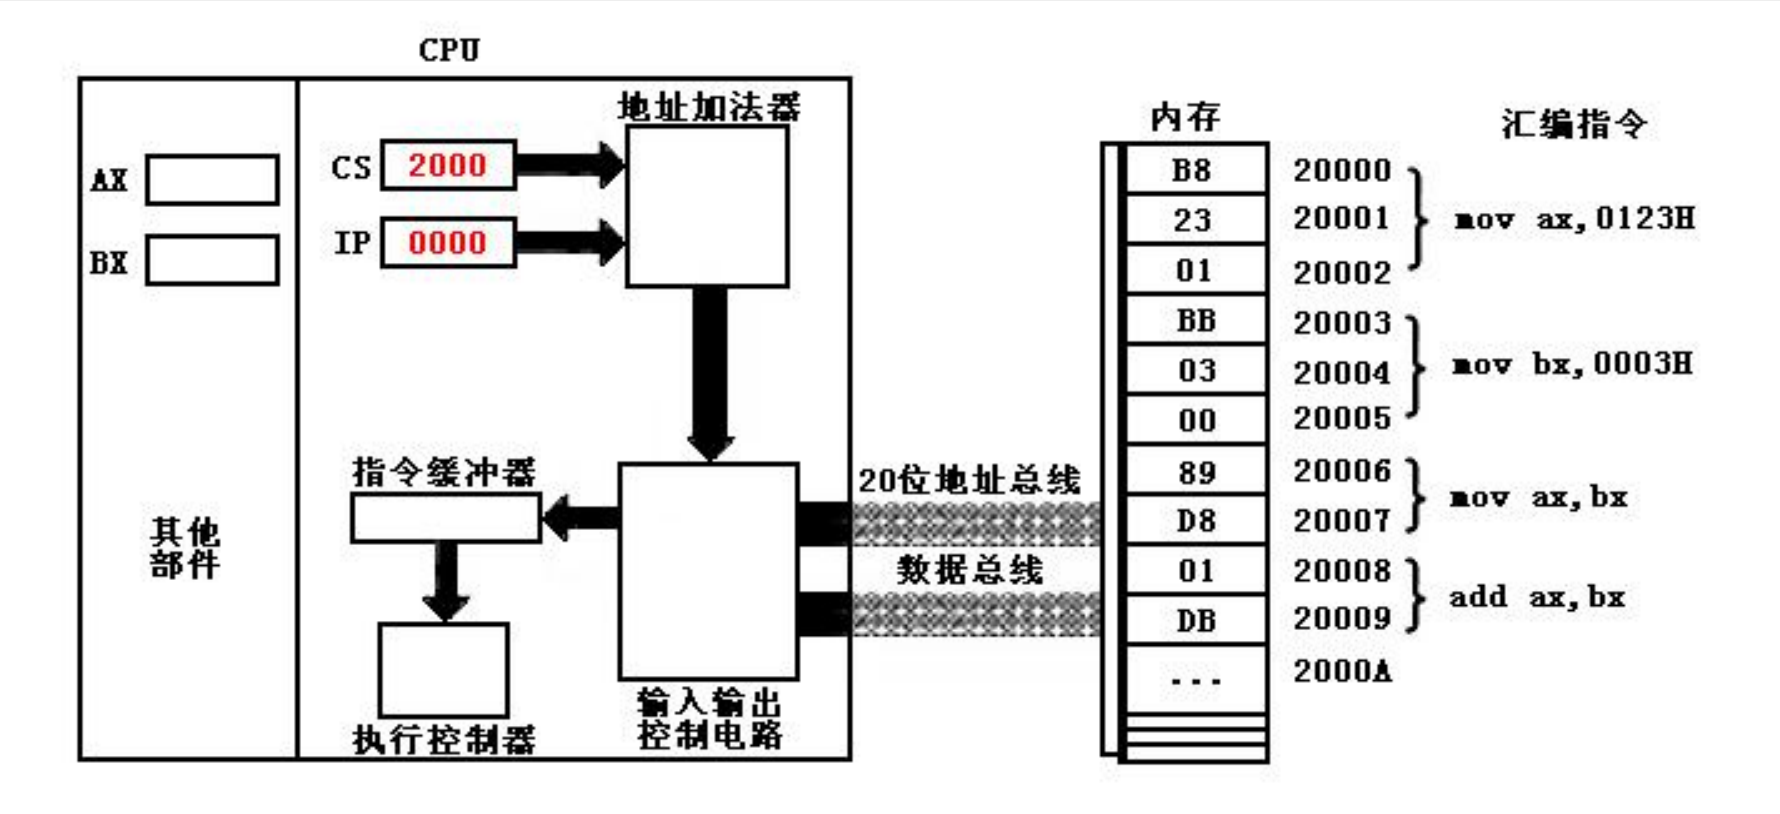 CPU
地址加法器
AX
BX
CS
2000
IP
0000
指令缓冲器
其他
部件
执行控制器
输入输出
控制电路
20位地址总线
数据总线
内存
汇编指令
B8
20000
23
20001
mov ax,0123H
01
20002
BB
20003
03
20004
mov bx,0003H
00
20005
89
20006
mov ax,bx
D8
20007
01
20008
add ax,bx
DB
20009
...
2000A